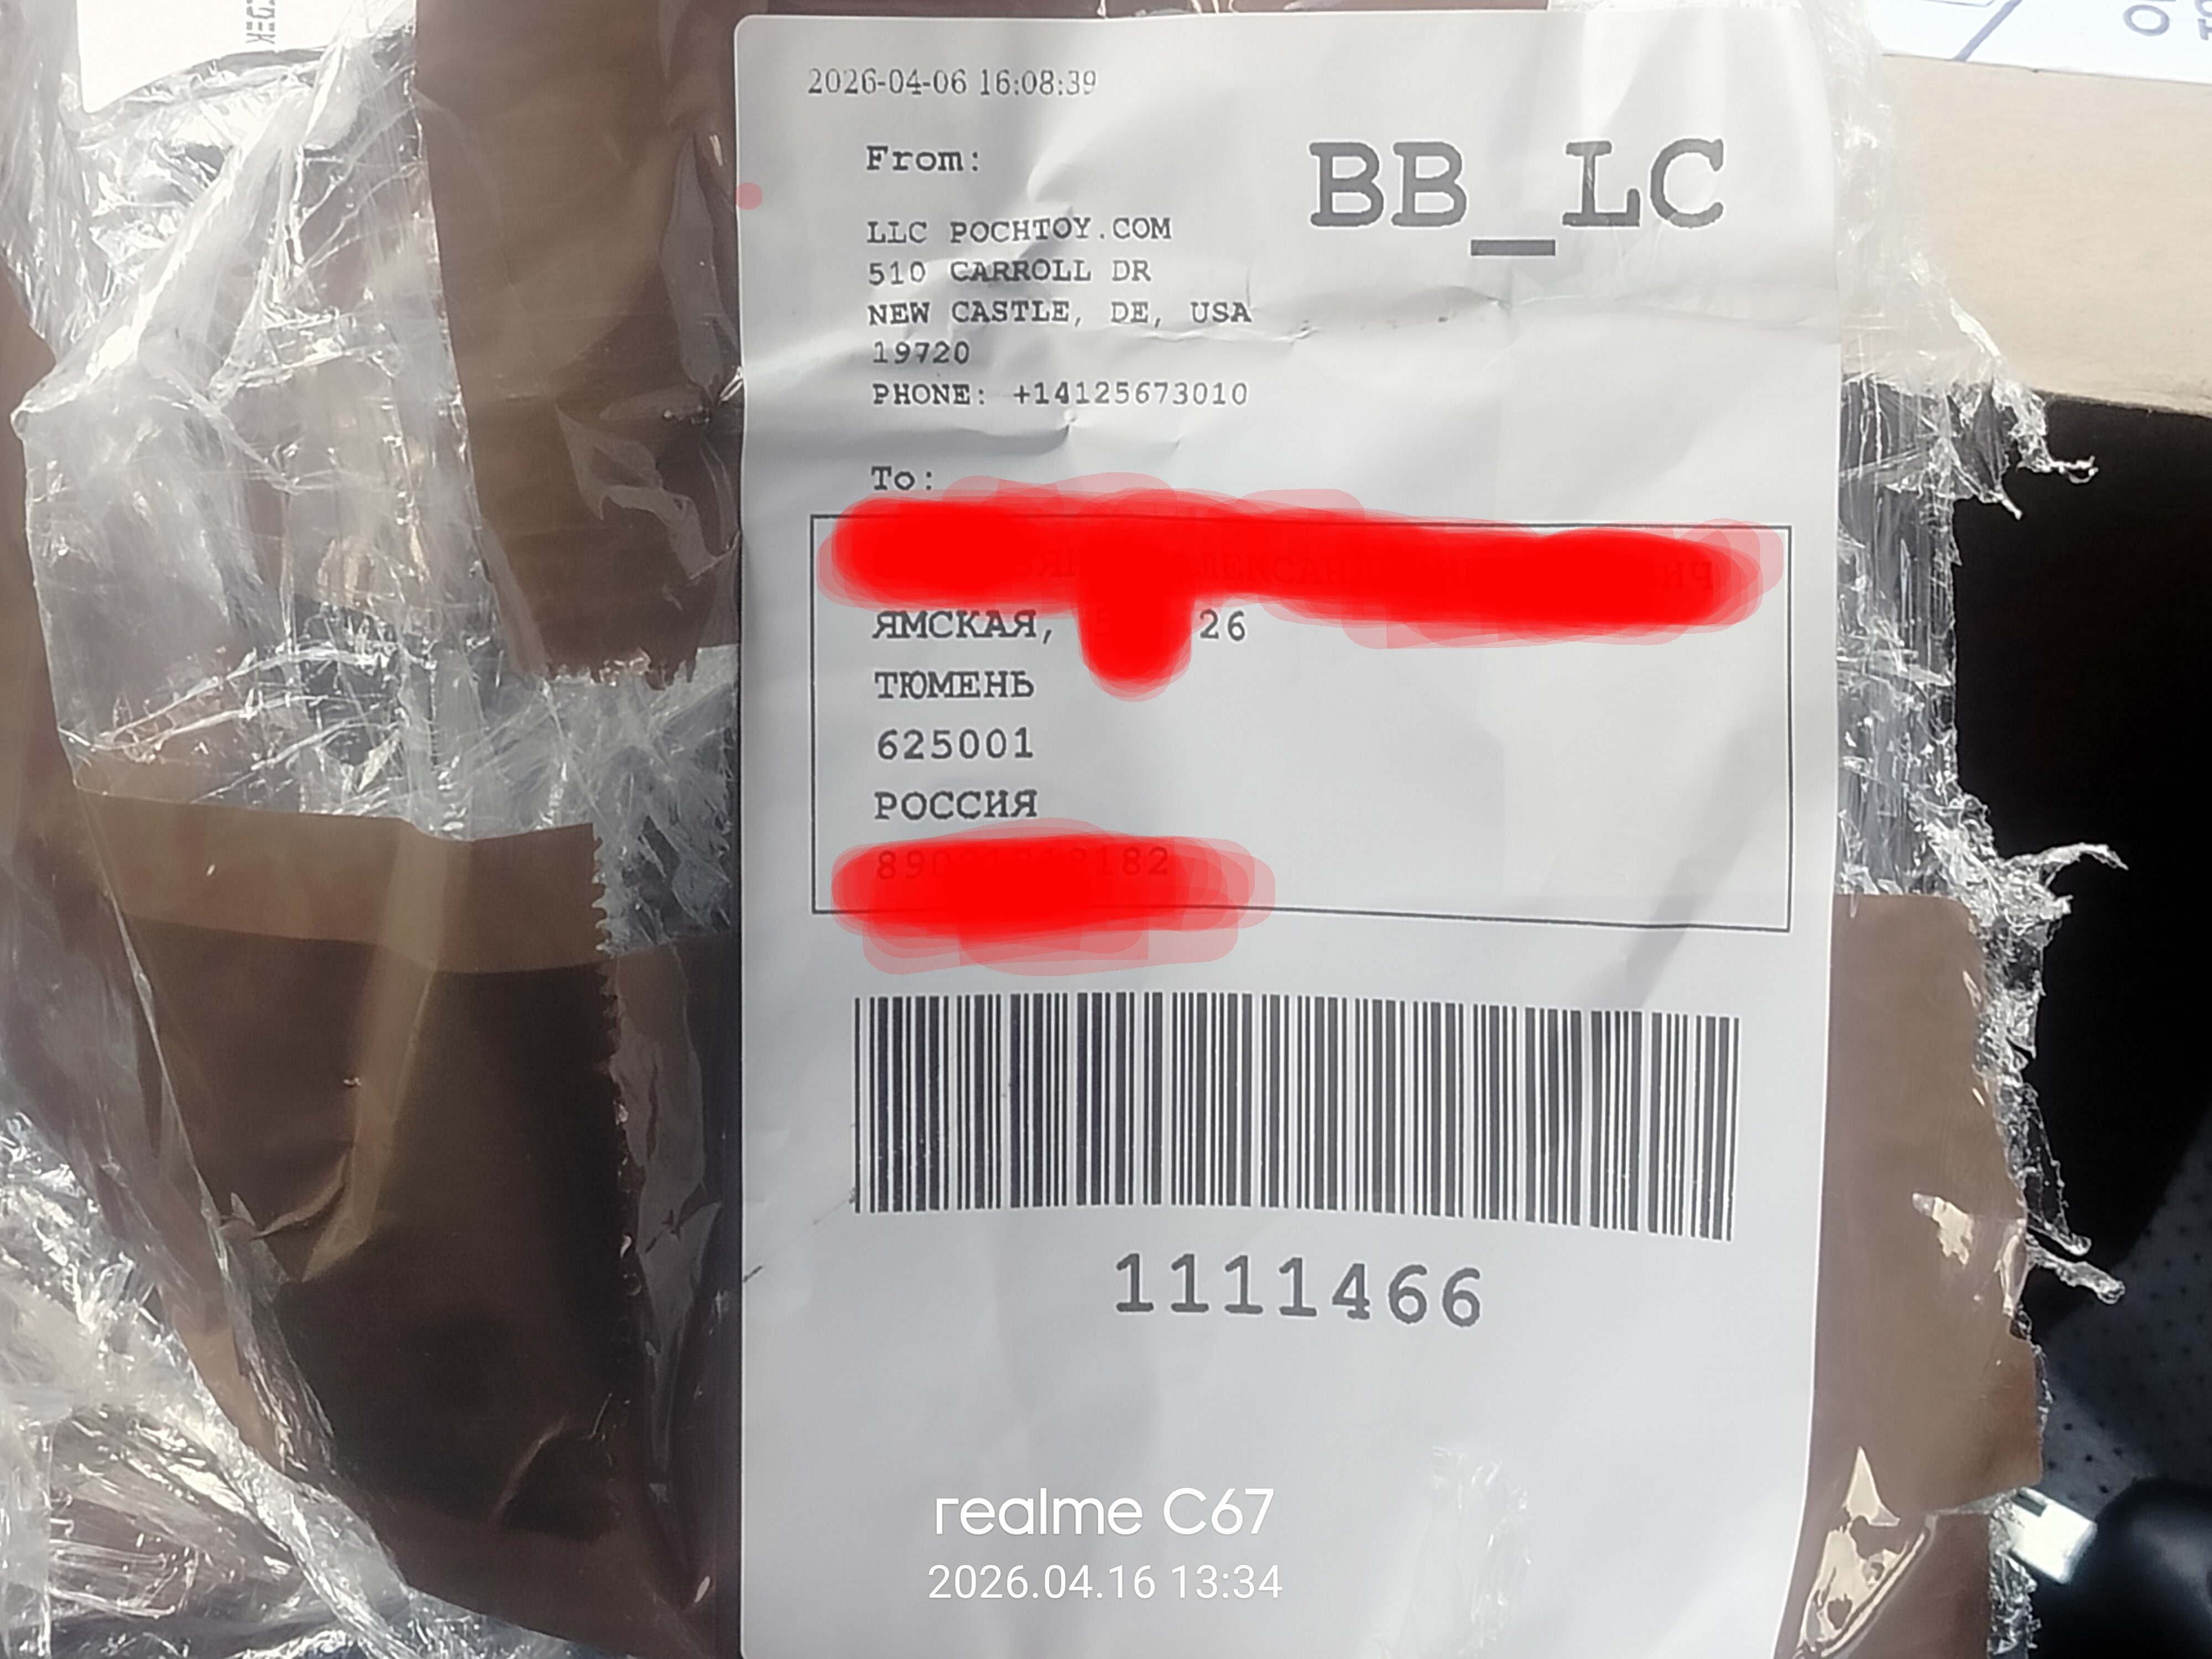 2026-04-06 16:08:39
From:
BB_LC
LLC POCHTOY.COM
510 CARROLL DR
NEW CASTLE, DE, USA
19720
PHONE: +14125673010
To:
ЯМСКАЯ, 26
ТЮМЕНЬ
625001
РОССИЯ
1111466
realme C67
2026.04.16 13:34